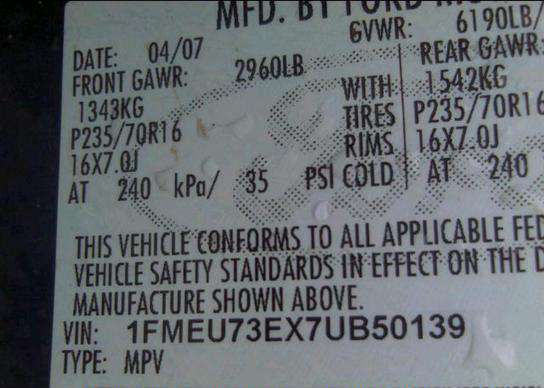 MFD. BY FORD
GVWR: 6190LB/
DATE: 04/07
FRONT GAWR: 2960LB
1343KG
P235/70R16
16X7.0J
AT 240 kPa/ 35 PSI COLD
WITH
TIRES
RIMS
REAR GAWR:
1542KG
P235/70R16
16X7.0J
AT 240
THIS VEHICLE CONFORMS TO ALL APPLICABLE FED
VEHICLE SAFETY STANDARDS IN EFFECT ON THE D
MANUFACTURE SHOWN ABOVE.
VIN: 1FMEU73EX7UB50139
TYPE: MPV